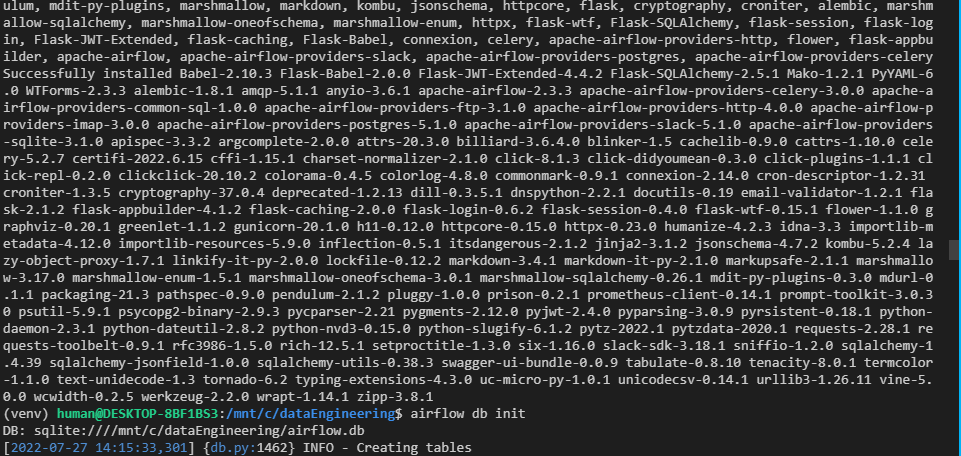 ulum, mdit-py-plugins, marshmallow, markdown, kombu, jsonschema, httpcore, flask, cryptography, croniter, alembic, marshm
allow-sqlalchemy, marshmallow-oneofschema, marshmallow-enum, httpx, flask-wtf, Flask-SQLAlchemy, flask-session, flask-log
in, Flask-JWT-Extended, flask-caching, Flask-Babel, connexion, celery, apache-airflow-providers-http, flower, flask-appbu
ilder, apache-airflow, apache-airflow-providers-slack, apache-airflow-providers-postgres, apache-airflow-providers-celery
Successfully installed Babel-2.10.3 Flask-Babel-2.0.0 Flask-JWT-Extended-4.4.2 Flask-SQLAlchemy-2.5.1 Mako-1.2.1 PyYAML-6
.0 WTForms-2.3.3 alembic-1.8.1 amqp-5.1.1 anyio-3.6.1 apache-airflow-2.3.3 apache-airflow-providers-celery-3.0.0 apache-a
irflow-providers-common-sql-1.0.0 apache-airflow-providers-ftp-3.1.0 apache-airflow-providers-http-4.0.0 apache-airflow-p
roviders-imap-3.0.0 apache-airflow-providers-postgres-5.1.0 apache-airflow-providers-slack-5.1.0 apache-airflow-providers
-sqlite-3.1.0 apispec-3.3.2 argcomplete-2.0.0 attrs-20.3.0 billiard-3.6.4.0 blinker-1.5 cachelib-0.9.0 cattrs-1.10.0 cele
ry-5.2.7 certifi-2022.6.15 cffi-1.15.1 charset-normalizer-2.1.0 click-8.1.3 click-didyoumean-0.3.0 click-plugins-1.1.1 cl
ick-repl-0.2.0 clickclick-20.10.2 colorama-0.4.5 colorlog-4.8.0 commonmark-0.9.1 connexion-2.14.0 cron-descriptor-1.2.31
croniter-1.3.5 cryptography-37.0.4 deprecated-1.2.13 dill-0.3.5.1 dnspython-2.2.1 docutils-0.19 email-validator-1.2.1 fla
sk-2.1.2 flask-appbuilder-4.1.2 flask-caching-2.0.0 flask-login-0.6.2 flask-session-0.4.0 flask-wtf-0.15.1 flower-1.1.0 g
raphviz-0.20.1 greenlet-1.1.2 gunicorn-20.1.0 h11-0.12.0 httpcore-0.15.0 httpx-0.23.0 humanize-4.2.3 idna-3.3 importlib-m
etadata-4.12.0 importlib-resources-5.9.0 inflection-0.5.1 itsdangerous-2.1.2 jinja2-3.1.2 jsonschema-4.7.2 kombu-5.2.4 la
zy-object-proxy-1.7.1 linkify-it-py-2.0.0 lockfile-0.12.2 markdown-3.4.1 markdown-it-py-2.1.0 markupsafe-2.1.1 marshmallo
w-3.17.0 marshmallow-enum-1.5.1 marshmallow-oneofschema-3.0.1 marshmallow-sqlalchemy-0.26.1 mdit-py-plugins-0.3.0 mdurl-0
.1.1 packaging-21.3 pathspec-0.9.0 pendulum-2.1.2 pluggy-1.0.0 prison-0.2.1 prometheus-client-0.14.1 prompt-toolkit-3.0.3
0 psutil-5.9.1 psycopg2-binary-2.9.3 pycparser-2.21 pygments-2.12.0 pyjwt-2.4.0 pyparsing-3.0.9 pyrsistent-0.18.1 python-
daemon-2.3.1 python-dateutil-2.8.2 python-nvd3-0.15.0 python-slugify-6.1.2 pytz-2022.1 pytzdata-2020.1 requests-2.28.1 re
quests-toolbelt-0.9.1 rfc3986-1.5.0 rich-12.5.1 setproctitle-1.3.0 six-1.16.0 slack-sdk-3.18.1 sniffio-1.2.0 sqlalchemy-1
.4.39 sqlalchemy-jsonfield-1.0.0 sqlalchemy-utils-0.38.3 swagger-ui-bundle-0.0.9 tabulate-0.8.10 tenacity-8.0.1 termcolor
-1.1.0 text-unidecode-1.3 tornado-6.2 typing-extensions-4.3.0 uc-micro-py-1.0.1 unicodecsv-0.14.1 urllib3-1.26.11 vine-5.
0.0 wcwidth-0.2.5 werkzeug-2.2.0 wrapt-1.14.1 zipp-3.8.1
(venv) human@DESKTOP-8BF1BS3:/mnt/c/dataEngineering$ airflow db init
DB: sqlite:////mnt/c/dataEngineering/airflow.db
[2022-07-27 14:15:33,301] {db.py:1462} INFO - Creating tables